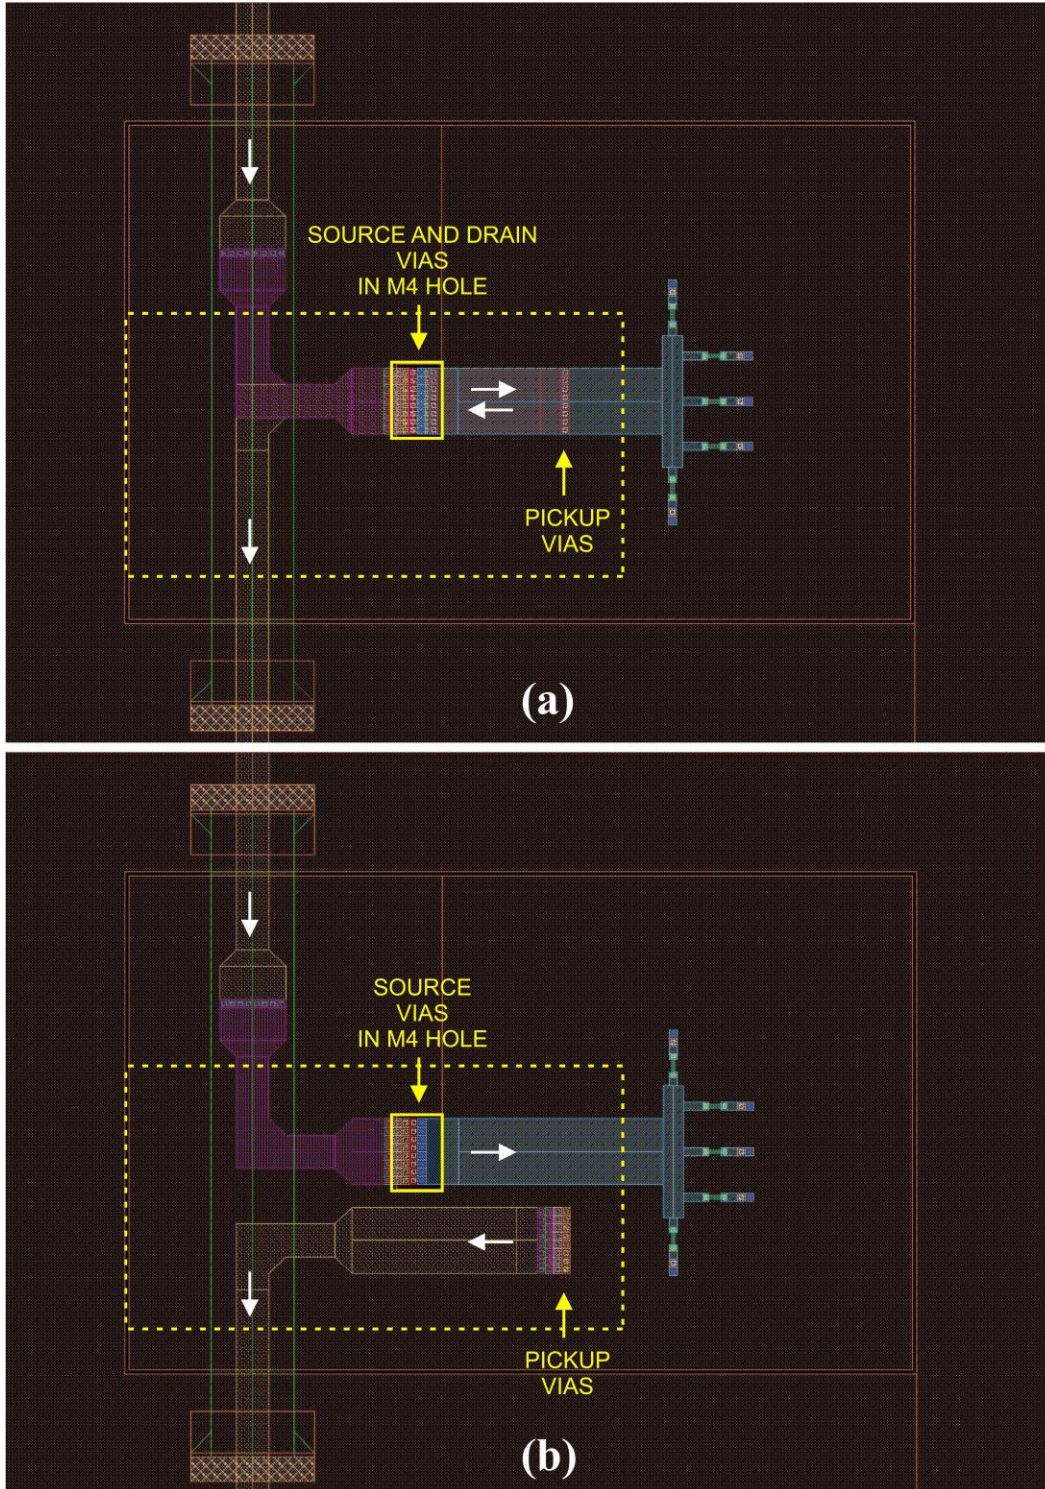 SOURCE AND DRAIN
VIAS
IN M4 HOLE
PICKUP
VIAS
(a)
SOURCE
VIAS
IN M4 HOLE
PICKUP
VIAS
(b)